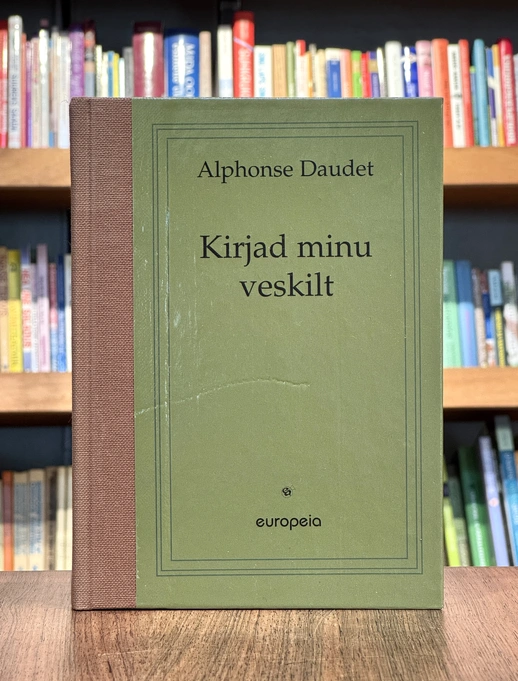 Alphonse Daudet
Kirjad minu
veskilt
europeia